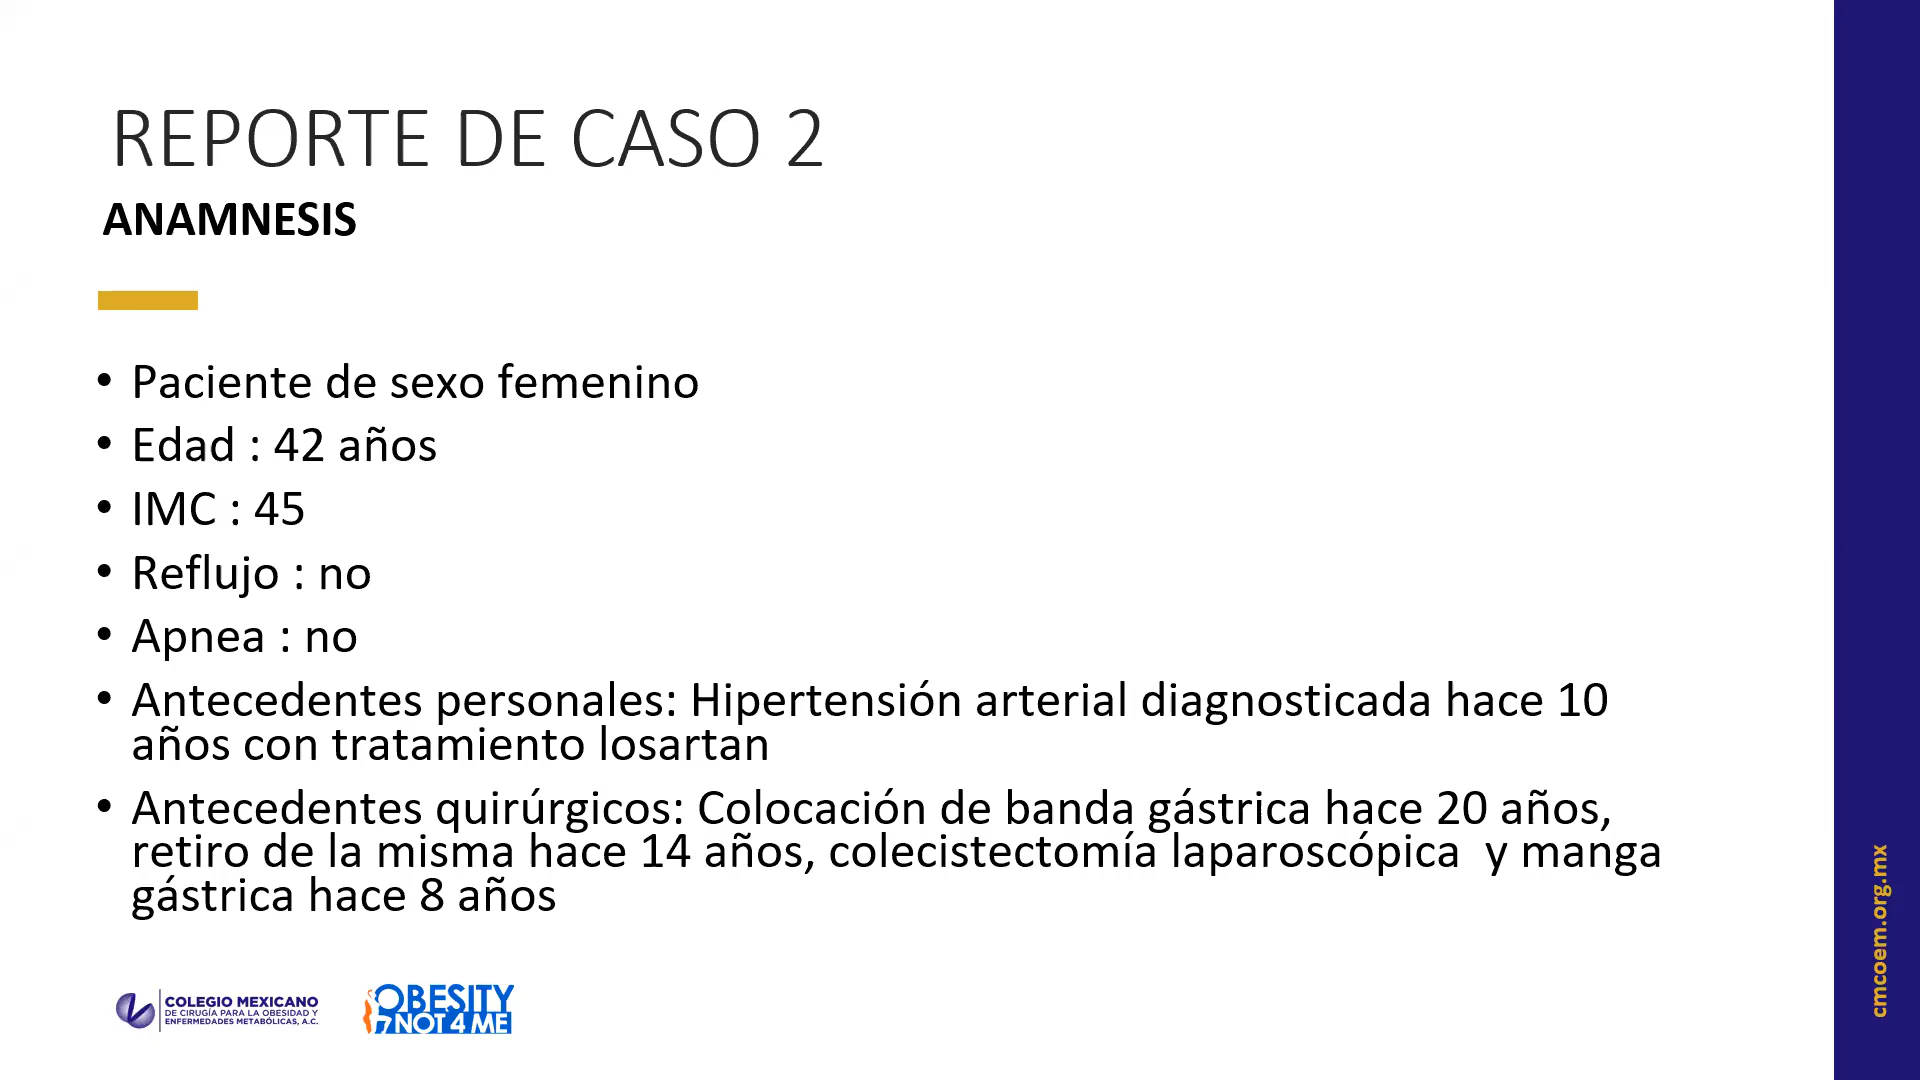 REPORTE DE CASO 2
ANAMNESIS
• Paciente de sexo femenino
• Edad : 42 años
• IMC : 45
• Reflujo : no
• Apnea : no
• Antecedentes personales: Hipertensión arterial diagnosticada hace 10
años con tratamiento losartan
• Antecedentes quirúrgicos: Colocación de banda gástrica hace 20 años,
retiro de la misma hace 14 años, colecistectomía laparoscópica y manga
gástrica hace 8 años
COLEGIO MEXICANO
DE CIRUGÍA PARA LA OBESIDAD Y
ENFERMEDADES METABÓLICAS, A.C.
OBESITY
NOT 4 ME
cmcoem.org.mx